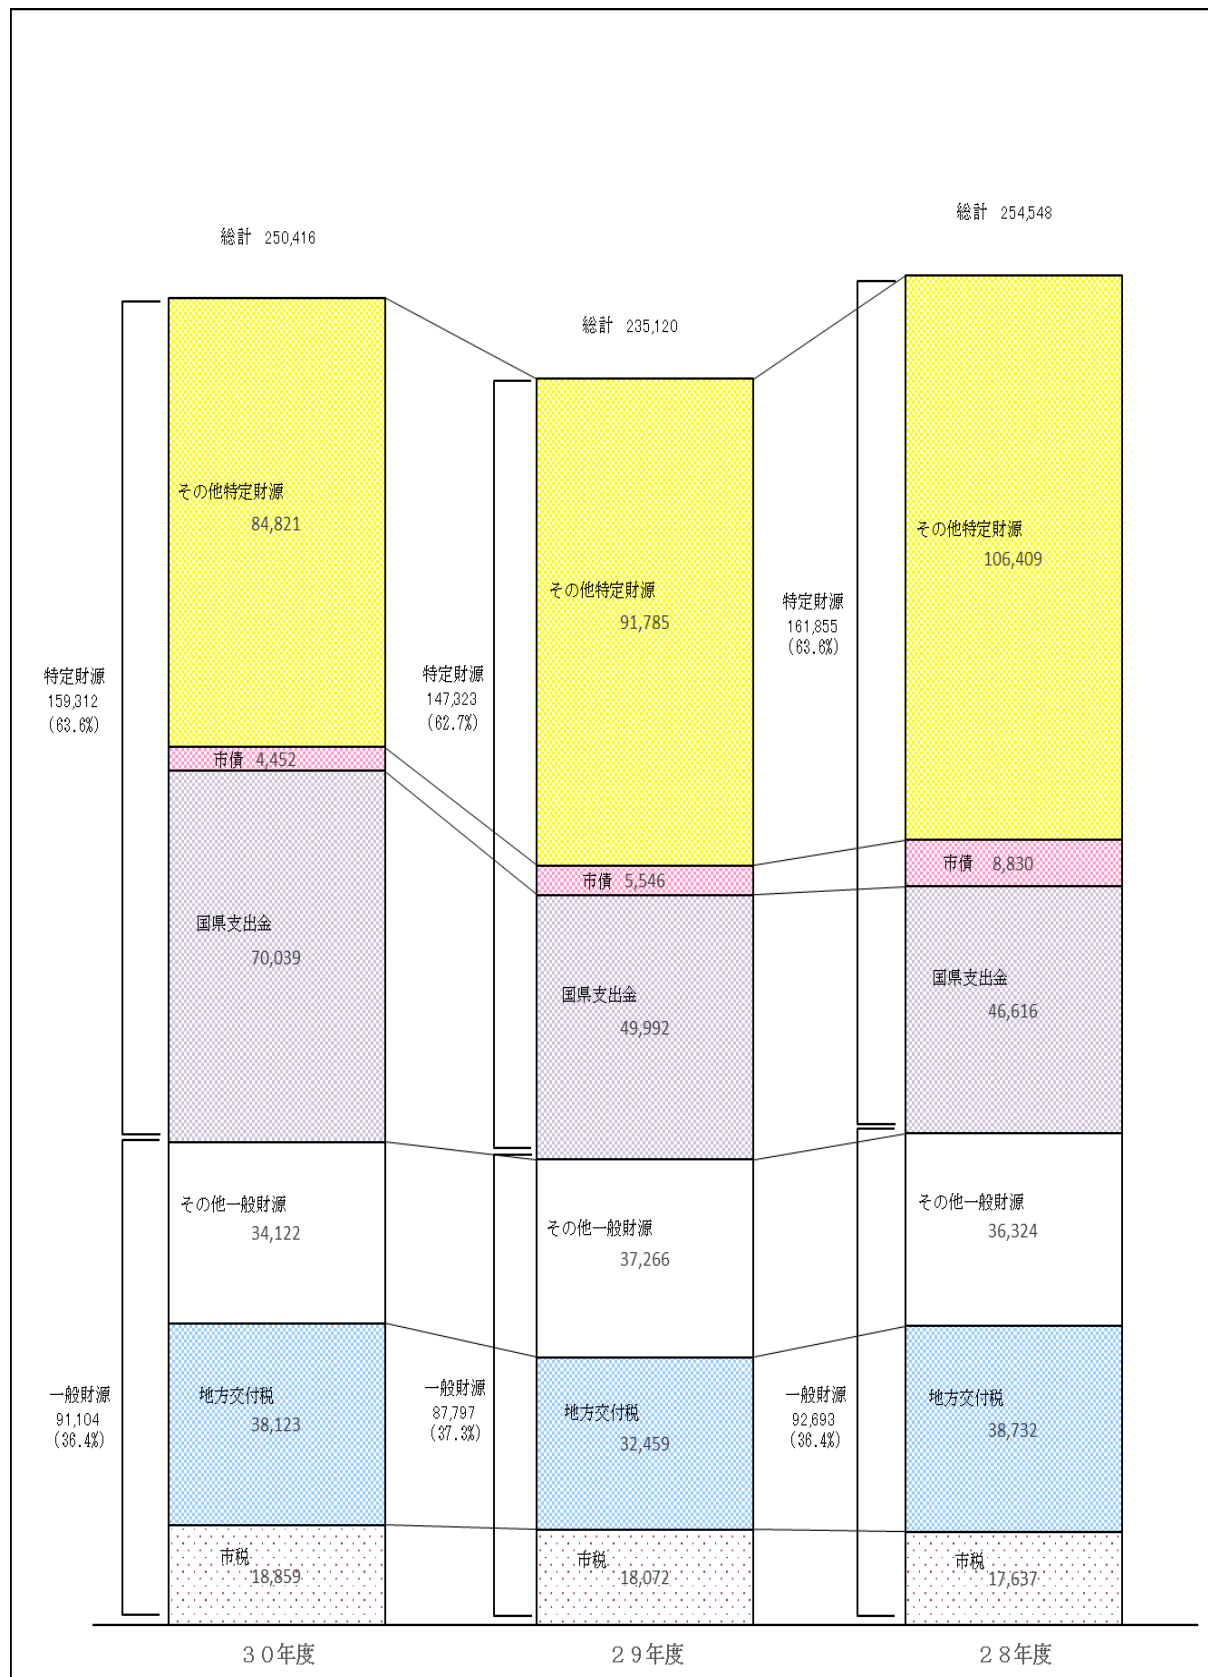 総計 250,416
その他特定財源
84,821
市債 4,452
国県支出金
70,039
特定財源
159,312
(63.6%)
その他一般財源
34,122
地方交付税
38,123
一般財源
91,104
(36.4%)
市税
18,859
30年度
総計 235,120
その他特定財源
91,785
市債 5,546
国県支出金
49,992
特定財源
147,323
(62.7%)
その他一般財源
37,266
地方交付税
32,459
一般財源
87,797
(37.3%)
市税
18,072
29年度
総計 254,548
その他特定財源
106,409
市債 8,830
国県支出金
46,616
特定財源
161,855
(63.6%)
その他一般財源
36,324
地方交付税
38,732
一般財源
92,693
(36.4%)
市税
17,637
28年度